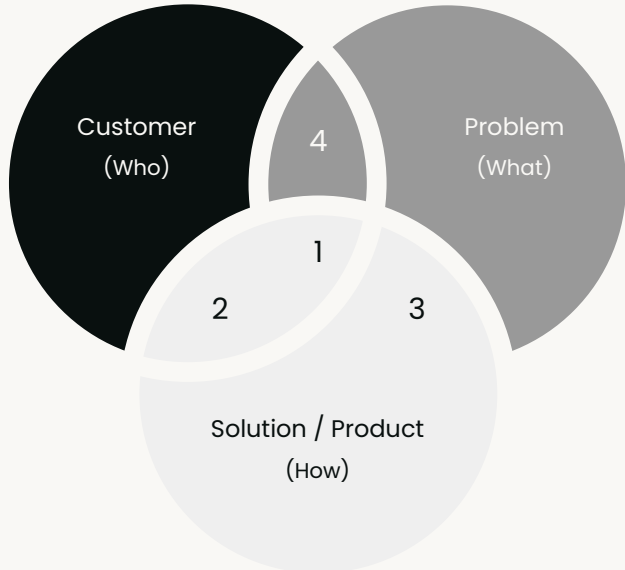 Customer
(Who)
Problem
(What)
4
1
2
3
Solution / Product
(How)